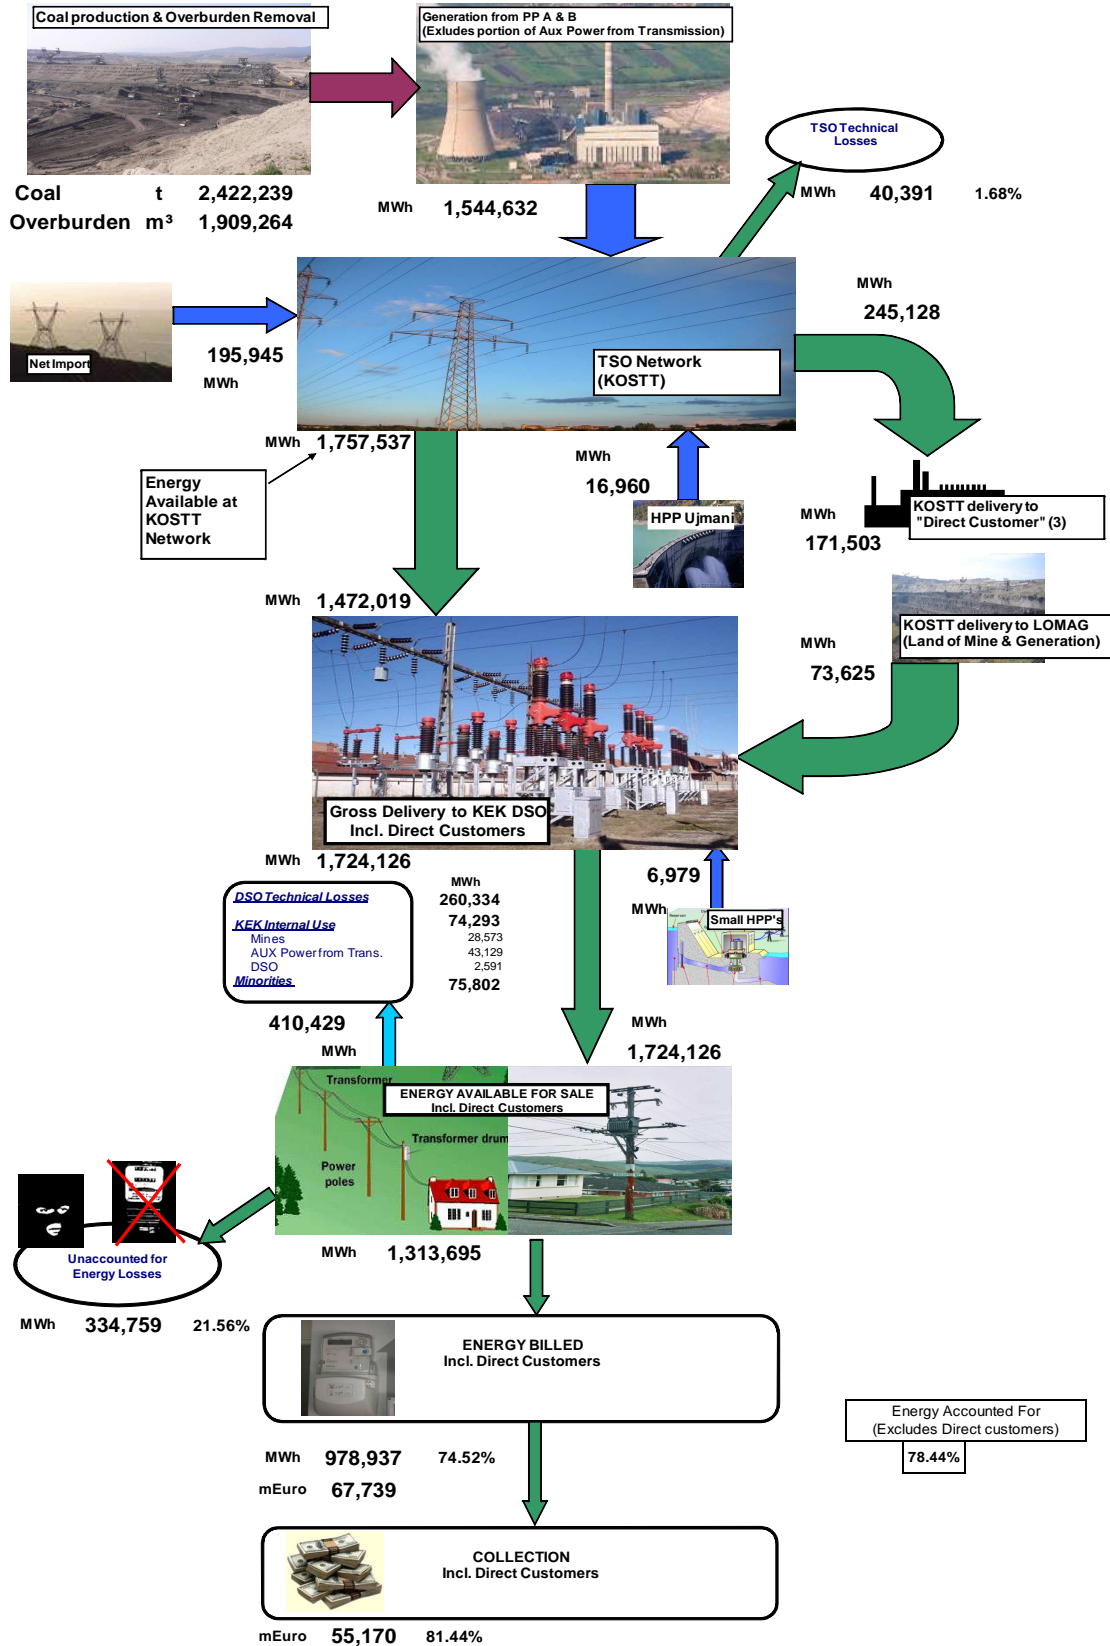 Coal production & Overburden Removal
Generation from PP A & B
(Exludes portion of Aux Power from Transmission)
TSO Technical
Losses
Coal t 2,422,239
Overburden m³ 1,909,264
MWh 1,544,632
MWh 40,391 1.68%
MWh
245,128
Net Import
195,945
MWh
TSO Network
(KOSTT)
MWh 1,757,537
Energy
Available at
KOSTT
Network
MWh
16,960
HPP Ujmani
KOSTT delivery to
"Direct Customer" (3)
MWh
171,503
MWh 1,472,019
KOSTT delivery to LOMAG
(Land of Mine & Generation)
MWh
73,625
Gross Delivery to KEK DSO
Incl. Direct Customers
MWh 1,724,126
6,979
MWh
Small HPP's
Reservoir
MWh
DSO Technical Losses 260,334
KEK Internal Use 74,293
Mines 28,573
AUX Power from Trans. 43,129
DSO 2,591
Minorities 75,802
410,429
MWh
MWh
1,724,126
Transformer
ENERGY AVAILABLE FOR SALE
Incl. Direct Customers
Transformer drum
Power
poles
MWh 1,313,695
Unaccounted for
Energy Losses
MWh 334,759 21.56%
ENERGY BILLED
Incl. Direct Customers
MWh 978,937 74.52%
mEuro 67,739
Energy Accounted For
(Excludes Direct customers)
78.44%
COLLECTION
Incl. Direct Customers
mEuro 55,170 81.44%